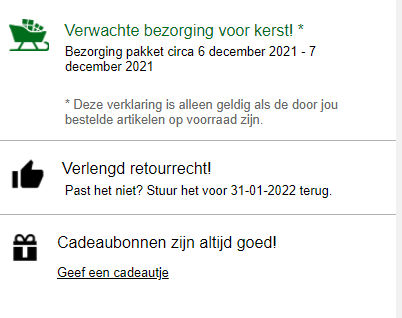 Verwachte bezorging voor kerst! *
Bezorging pakket circa 6 december 2021 - 7
december 2021
* Deze verklaring is alleen geldig als de door jou
bestelde artikelen op voorraad zijn.
Verlengd retourrecht!
Past het niet? Stuur het voor 31-01-2022 terug.
Cadeaubonnen zijn altijd goed!
Geef een cadeautje